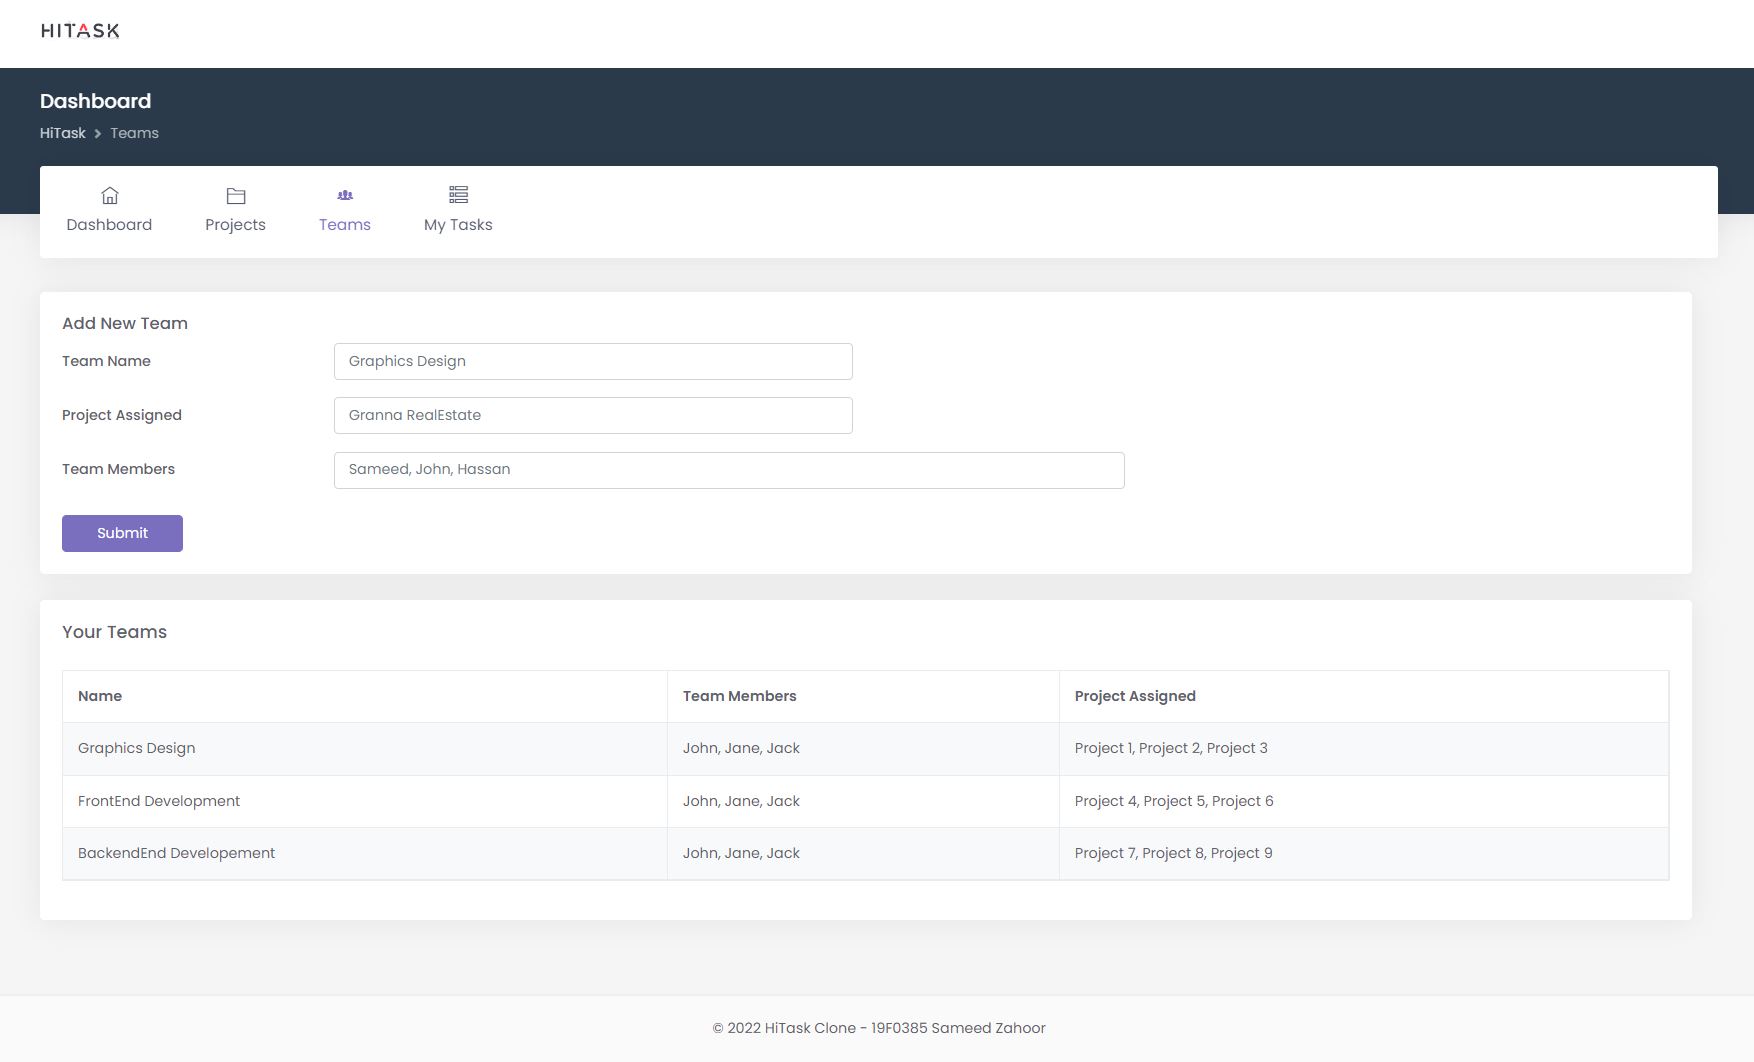 HITASK
Dashboard
HiTask > Teams
Dashboard Projects Teams My Tasks
Add New Team
Team Name Graphics Design
Project Assigned Granna RealEstate
Team Members Sameed, John, Hassan
Submit
Your Teams
Name Team Members Project Assigned
Graphics Design John, Jane, Jack Project 1, Project 2, Project 3
FrontEnd Development John, Jane, Jack Project 4, Project 5, Project 6
BackendEnd Developement John, Jane, Jack Project 7, Project 8, Project 9
© 2022 HiTask Clone - 19F0385 Sameed Zahoor